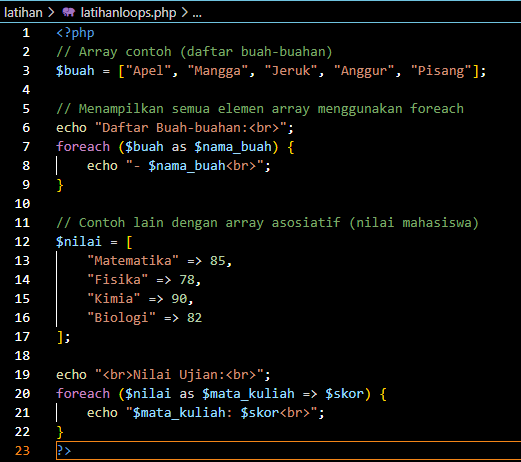 latihan > latihanloops.php > ...
1 <?php
2 // Array contoh (daftar buah-buahan)
3 $buah = ["Apel", "Mangga", "Jeruk", "Anggur", "Pisang"];
4
5 // Menampilkan semua elemen array menggunakan foreach
6 echo "Daftar Buah-buahan:<br>";
7 foreach ($buah as $nama_buah) {
8     echo "- $nama_buah<br>";
9 }
10
11 // Contoh lain dengan array asosiatif (nilai mahasiswa)
12 $nilai = [
13     "Matematika" => 85,
14     "Fisika" => 78,
15     "Kimia" => 90,
16     "Biologi" => 82
17 ];
18
19 echo "<br>Nilai Ujian:<br>";
20 foreach ($nilai as $mata_kuliah => $skor) {
21     echo "$mata_kuliah: $skor<br>";
22 }
23 ?>